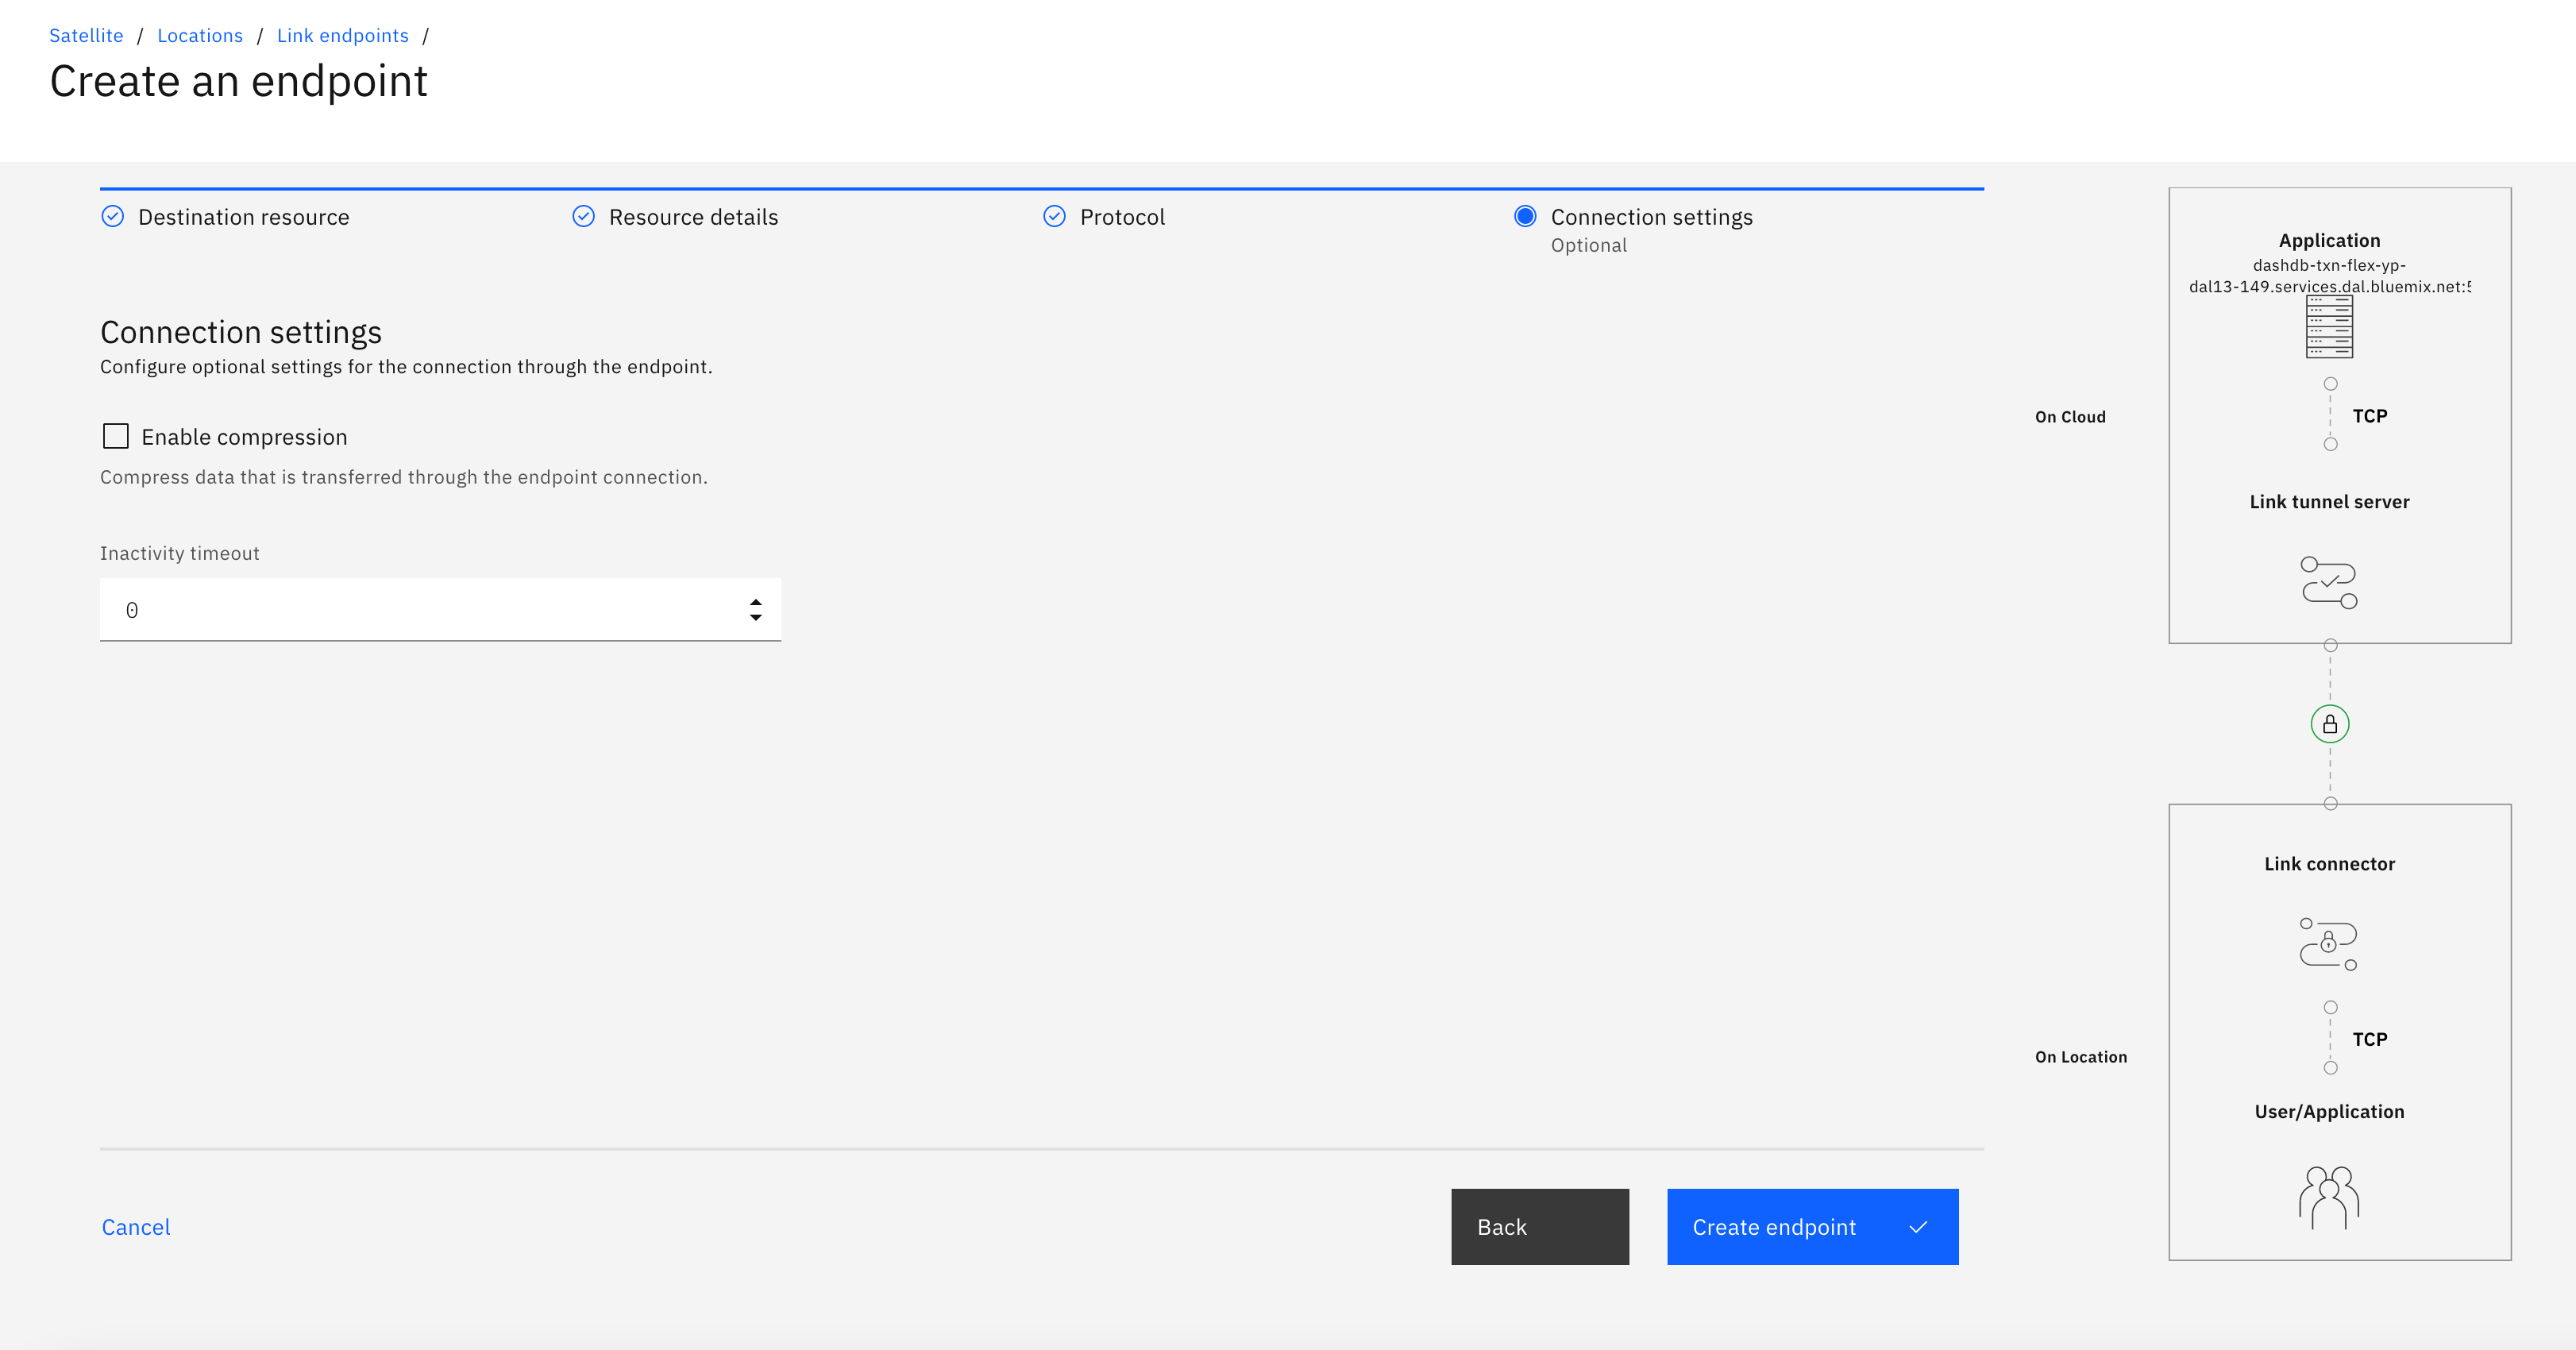 Satellite / Locations / Link endpoints /
Create an endpoint
Destination resource
Resource details
Protocol
Connection settings
Optional
Connection settings
Configure optional settings for the connection through the endpoint.
Enable compression
Compress data that is transferred through the endpoint connection.
Inactivity timeout
0
Cancel
Back
Create endpoint
On Cloud
Application
dashdb-txn-flex-yp-
dal13-149.services.dal.bluemix.net:
TCP
Link tunnel server
Link connector
On Location
TCP
User/Application